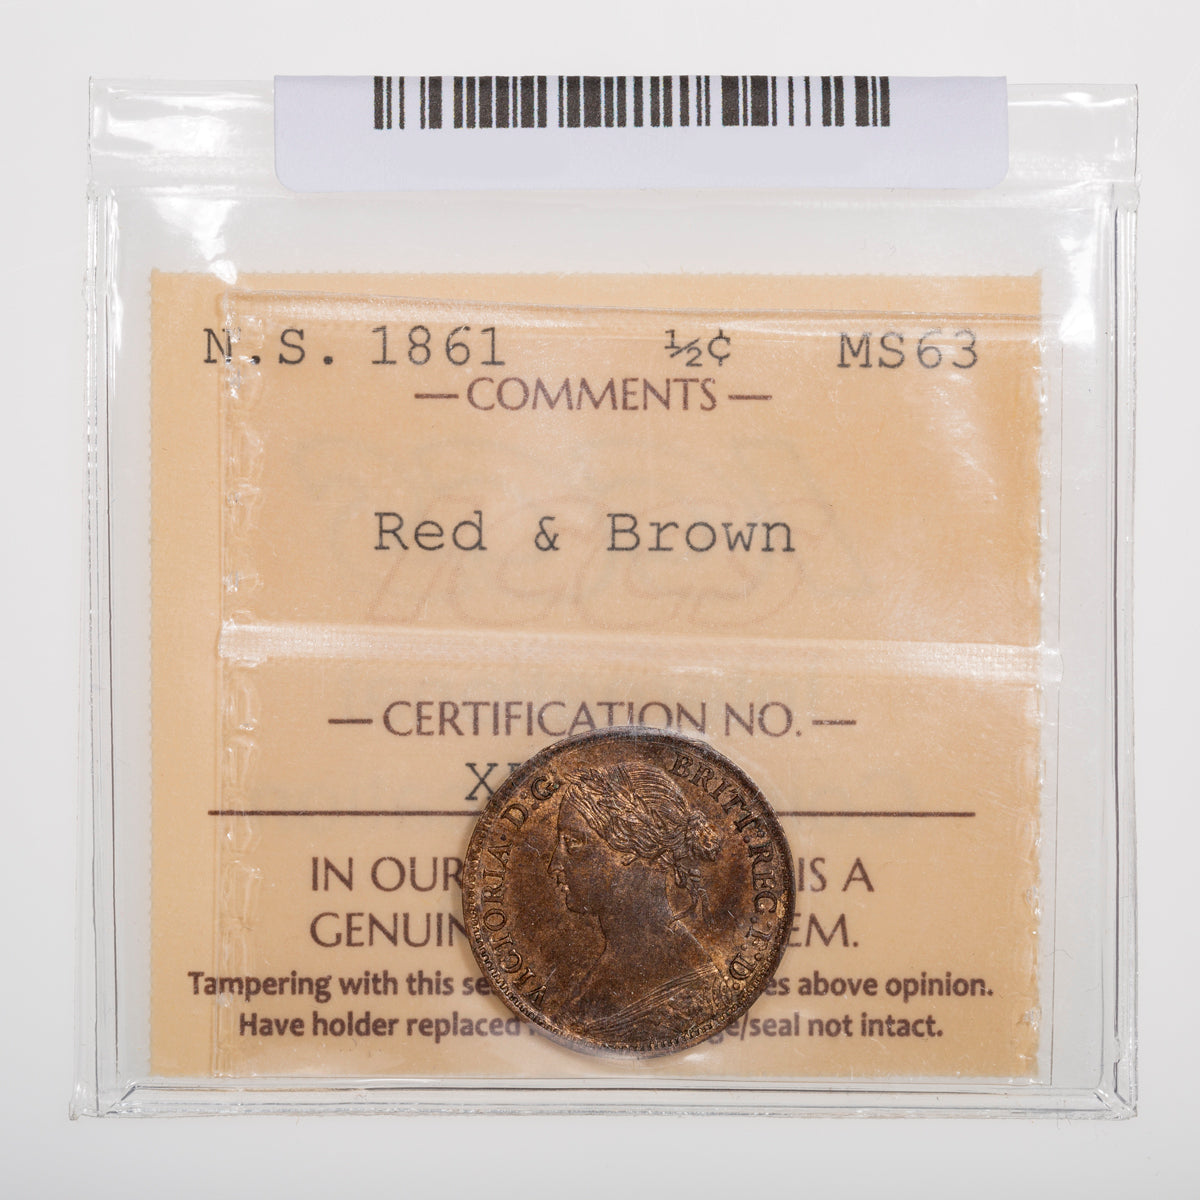 N.S. 1861 ½¢ MS63
— COMMENTS —
Red & Brown
ICCS
— CERTIFICATION NO. —
VICTORIA·D·G· BRITT:REG:F:D:
IN OUR IS A
GENUIN EM.
Tampering with this se es above opinion.
Have holder replaced ge/seal not intact.